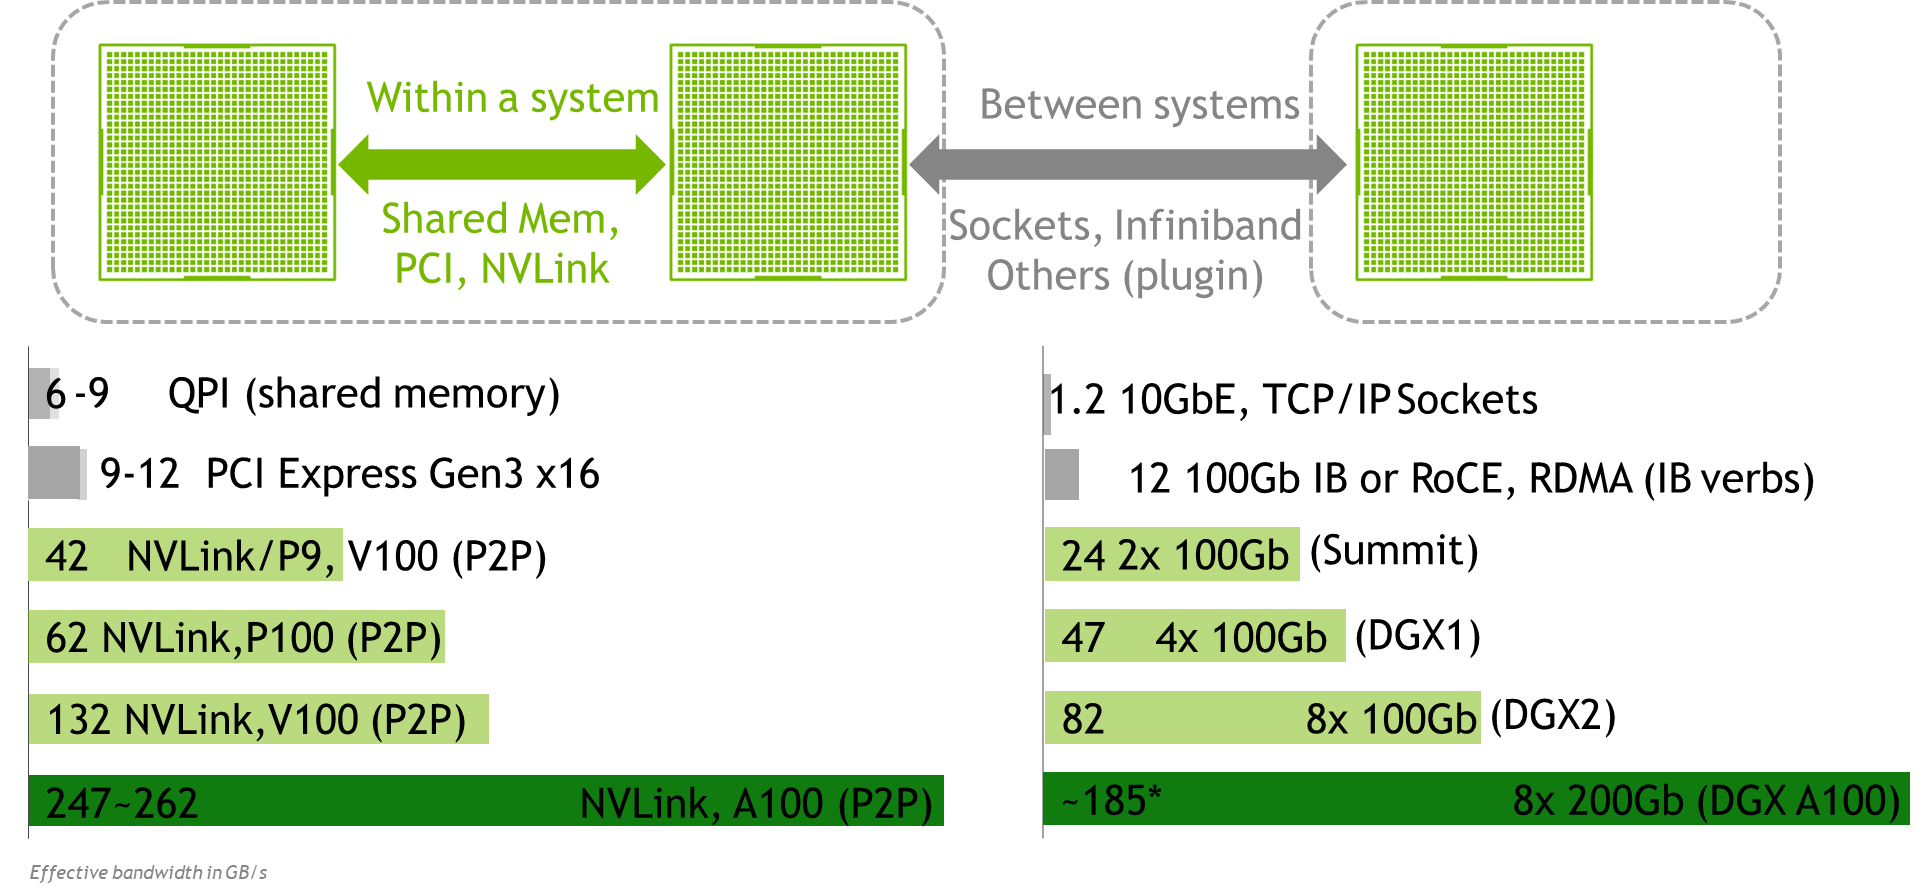 Within a system
Shared Mem,
PCI, NVLink
Between systems
Sockets, Infiniband
Others (plugin)
6 -9 QPI (shared memory)
9-12 PCI Express Gen3 x16
42 NVLink/P9, V100 (P2P)
62 NVLink,P100 (P2P)
132 NVLink,V100 (P2P)
247~262 NVLink, A100 (P2P)
1.2 10GbE, TCP/IP Sockets
12 100Gb IB or RoCE, RDMA (IB verbs)
24 2x 100Gb (Summit)
47 4x 100Gb (DGX1)
82 8x 100Gb (DGX2)
~185* 8x 200Gb (DGX A100)
Effective bandwidth in GB/s